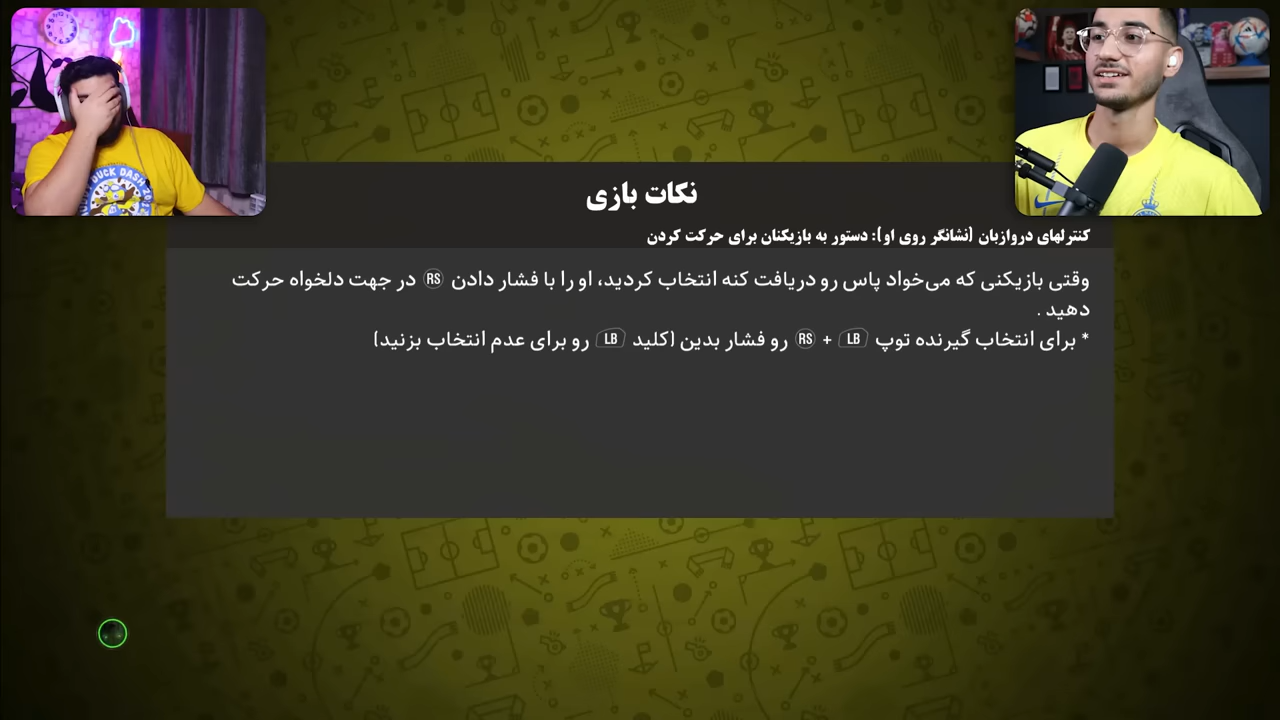 نکات بازی
کنترلهای دروازبان (نشانگر روی او): دستور به بازیکنان برای حرکت کردن
وقتی بازیکنی که می‌خواد پاس رو دریافت کنه انتخاب کردید، او را با فشار دادن RS در جهت دلخواه حرکت
دهید .
* برای انتخاب گیرنده توپ LB + RS رو فشار بدین (کلید LB رو برای عدم انتخاب بزنید)
DUCK DASH